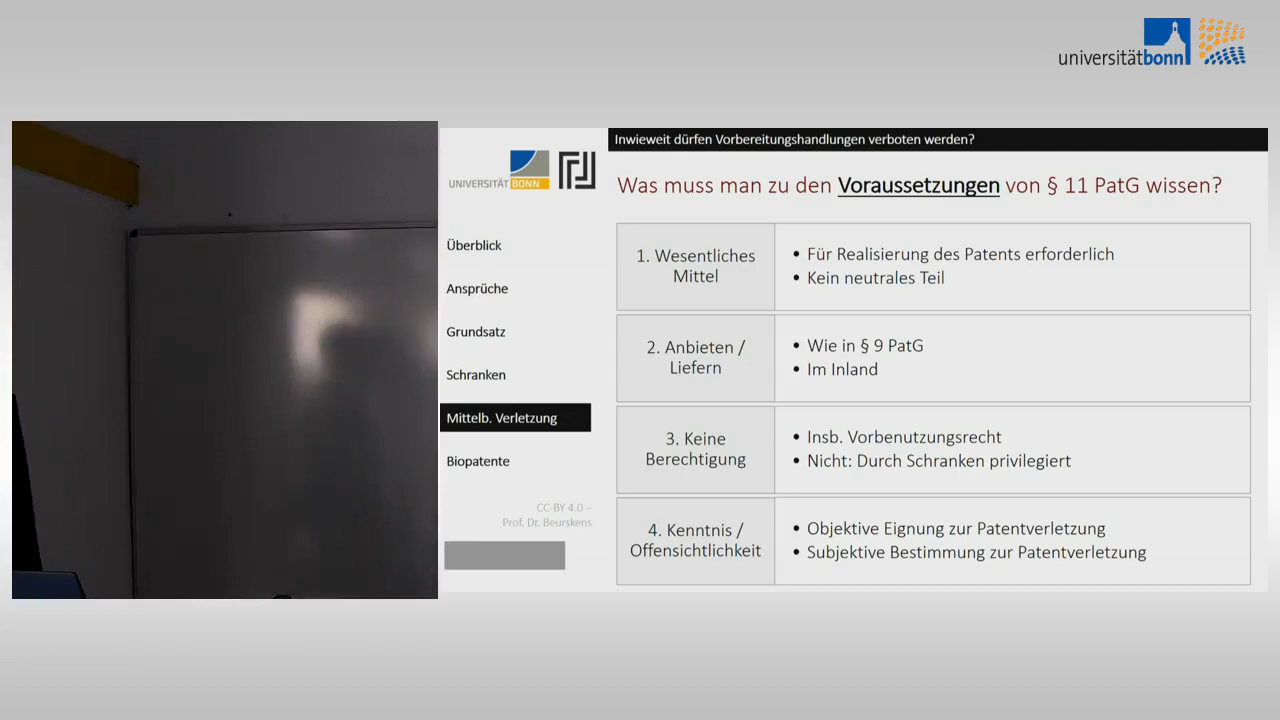 universitätbonn
Inwieweit dürfen Vorbereitungshandlungen verboten werden?
UNIVERSITÄT BONN
Was muss man zu den Voraussetzungen von § 11 PatG wissen?
Überblick
Ansprüche
Grundsatz
Schranken
Mittelb. Verletzung
Biopatente
CC-BY 4.0 –
Prof. Dr. Beurskens
1. Wesentliches
Mittel
• Für Realisierung des Patents erforderlich
• Kein neutrales Teil
2. Anbieten /
Liefern
• Wie in § 9 PatG
• Im Inland
3. Keine
Berechtigung
• Insb. Vorbenutzungsrecht
• Nicht: Durch Schranken privilegiert
4. Kenntnis /
Offensichtlichkeit
• Objektive Eignung zur Patentverletzung
• Subjektive Bestimmung zur Patentverletzung